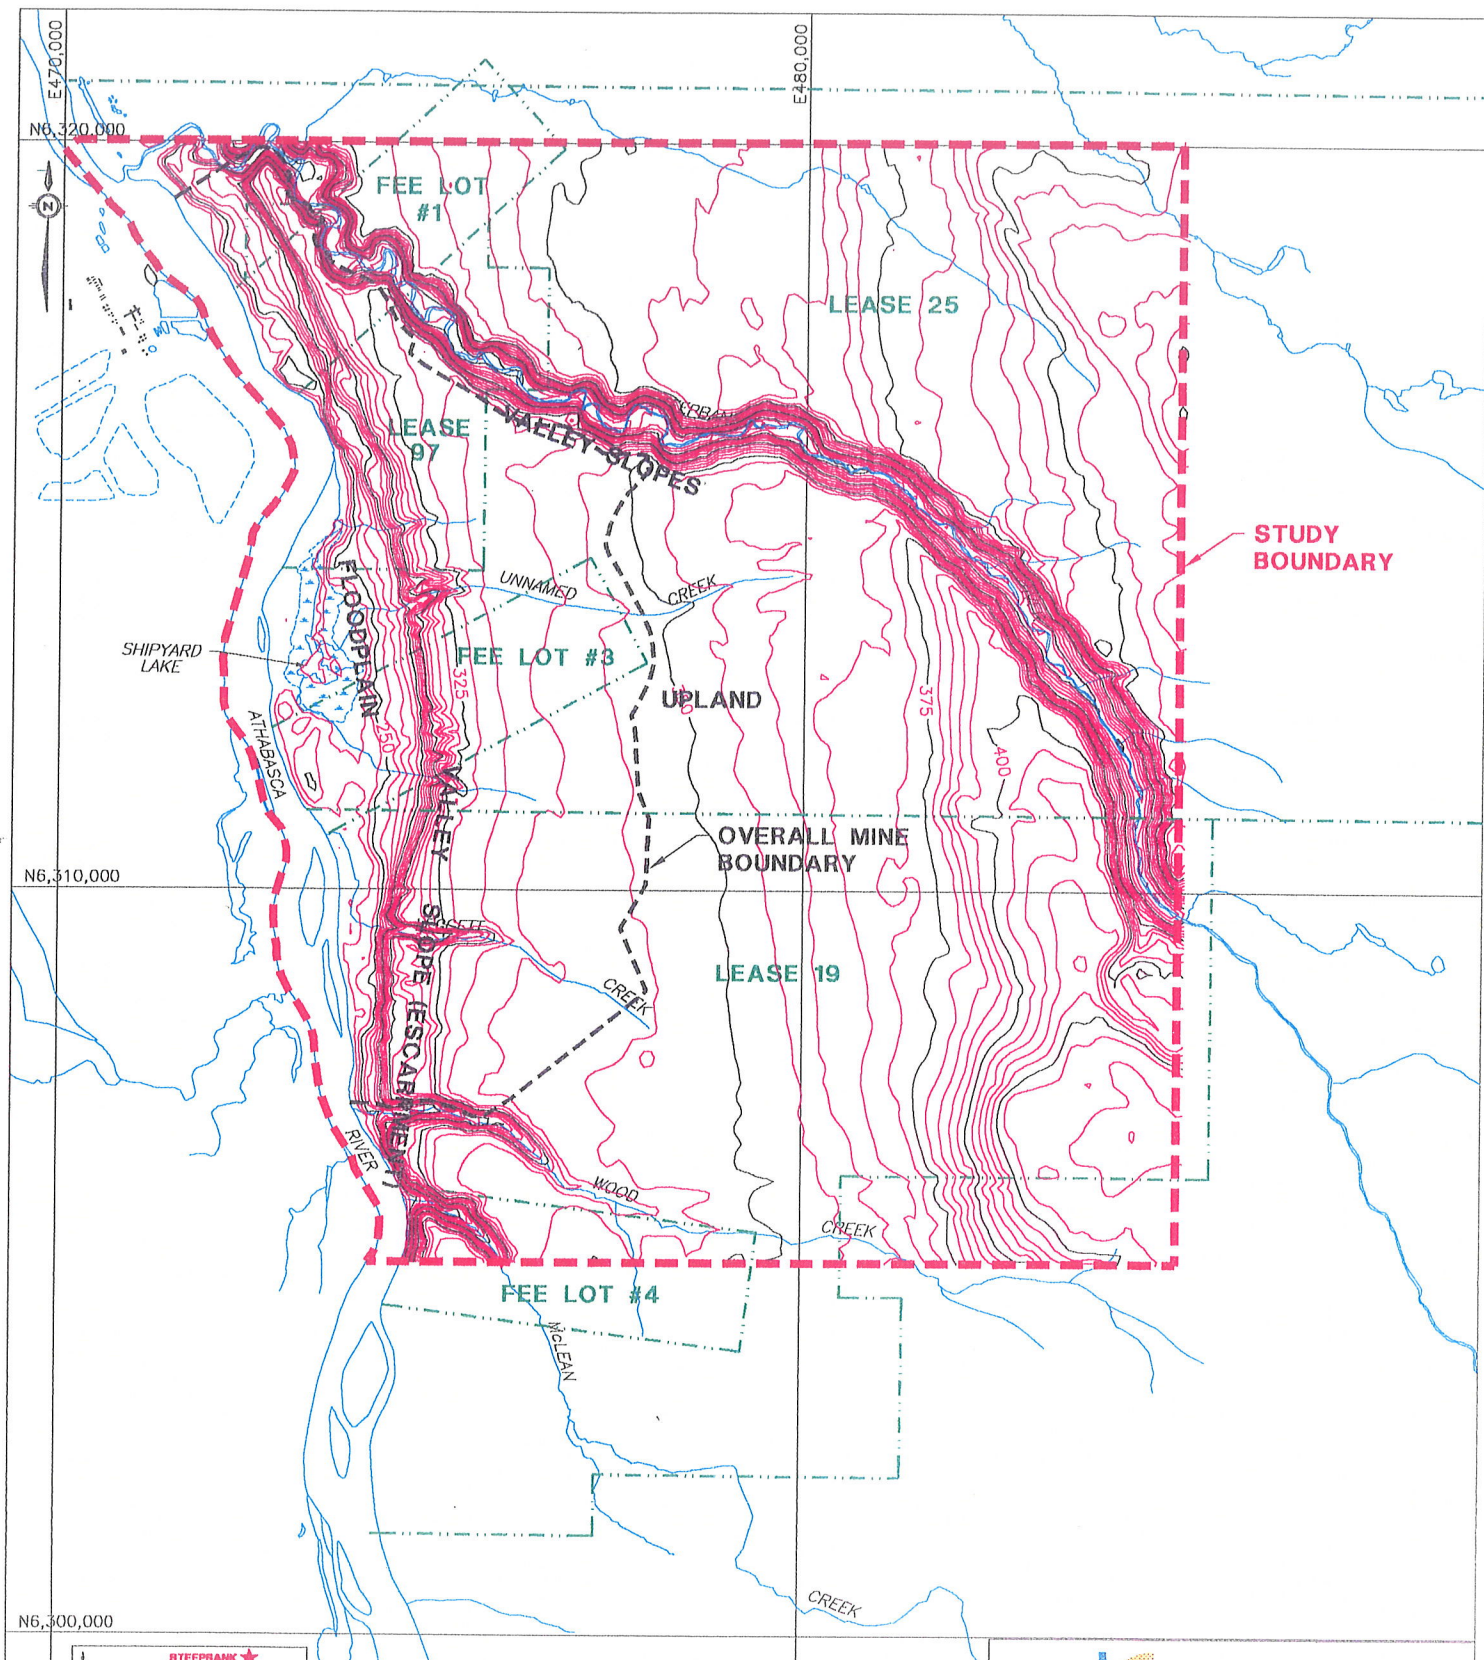 E470,000
E480,000
N6,320,000
N
FEE LOT
#1
LEASE 25
LEASE
97
VALLEY SLOPES
STUDY
BOUNDARY
UNNAMED
CREEK
FLOODPLAIN
SHIPYARD
LAKE
FEE LOT #3
325
UPLAND
375
250
400
ATHABASCA
VALLEY
OVERALL MINE
BOUNDARY
N6,310,000
SLOPE (ESCARPMENT)
LEASE 19
CREEK
RIVER
WOOD
CREEK
FEE LOT #4
McLEAN
CREEK
N6,300,000
STEEPBANK